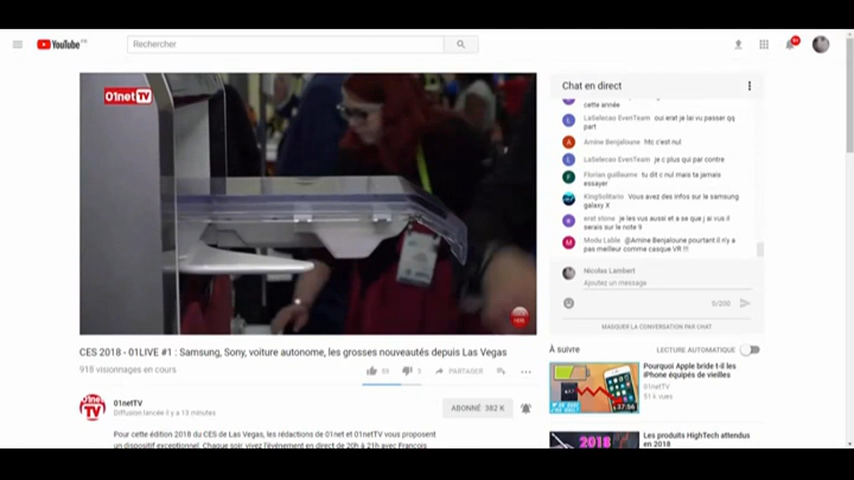 YouTube FR
Rechercher
9+
01net TV
Chat en direct
cette année
LaSelecao EvenTeam oui erat je lai vu passer qq
part
Amine Benjaloune htc c'est nul
LaSelecao EvenTeam je c plus qui par contre
Florian guillaume tu dit c nul mais ta jamais
essayer
KingSolitario Vous avez des infos sur le samsung
galaxy X
erat stone je les vus aussi et a se que j ai vus il
serais sur le note 9
Modu Lable @Amine Benjaloune pourtant il n'y a
pas meilleur comme casque VR !!!
Nicolas Lambert
Ajoutez un message
0/200
MASQUER LA CONVERSATION PAR CHAT
CES 2018 - 01LIVE #1 : Samsung, Sony, voiture autonome, les grosses nouveautés depuis Las Vegas
918 visionnages en cours
PARTAGER
À suivre
LECTURE AUTOMATIQUE
01net TV
01netTV
Diffusion lancée il y a 13 minutes
ABONNÉ 382 K
Pour cette édition 2018 du CES de Las Vegas, les rédactions de 01net et 01netTV vous proposent
un dispositif exceptionnel. Chaque soir, vivez l'événement en direct de 20h à 21h avec François
37:56
Pourquoi Apple bride t-il les
iPhone équipés de vieilles
01netTV
51 k vues
2018
Les produits HighTech attendus
en 2018